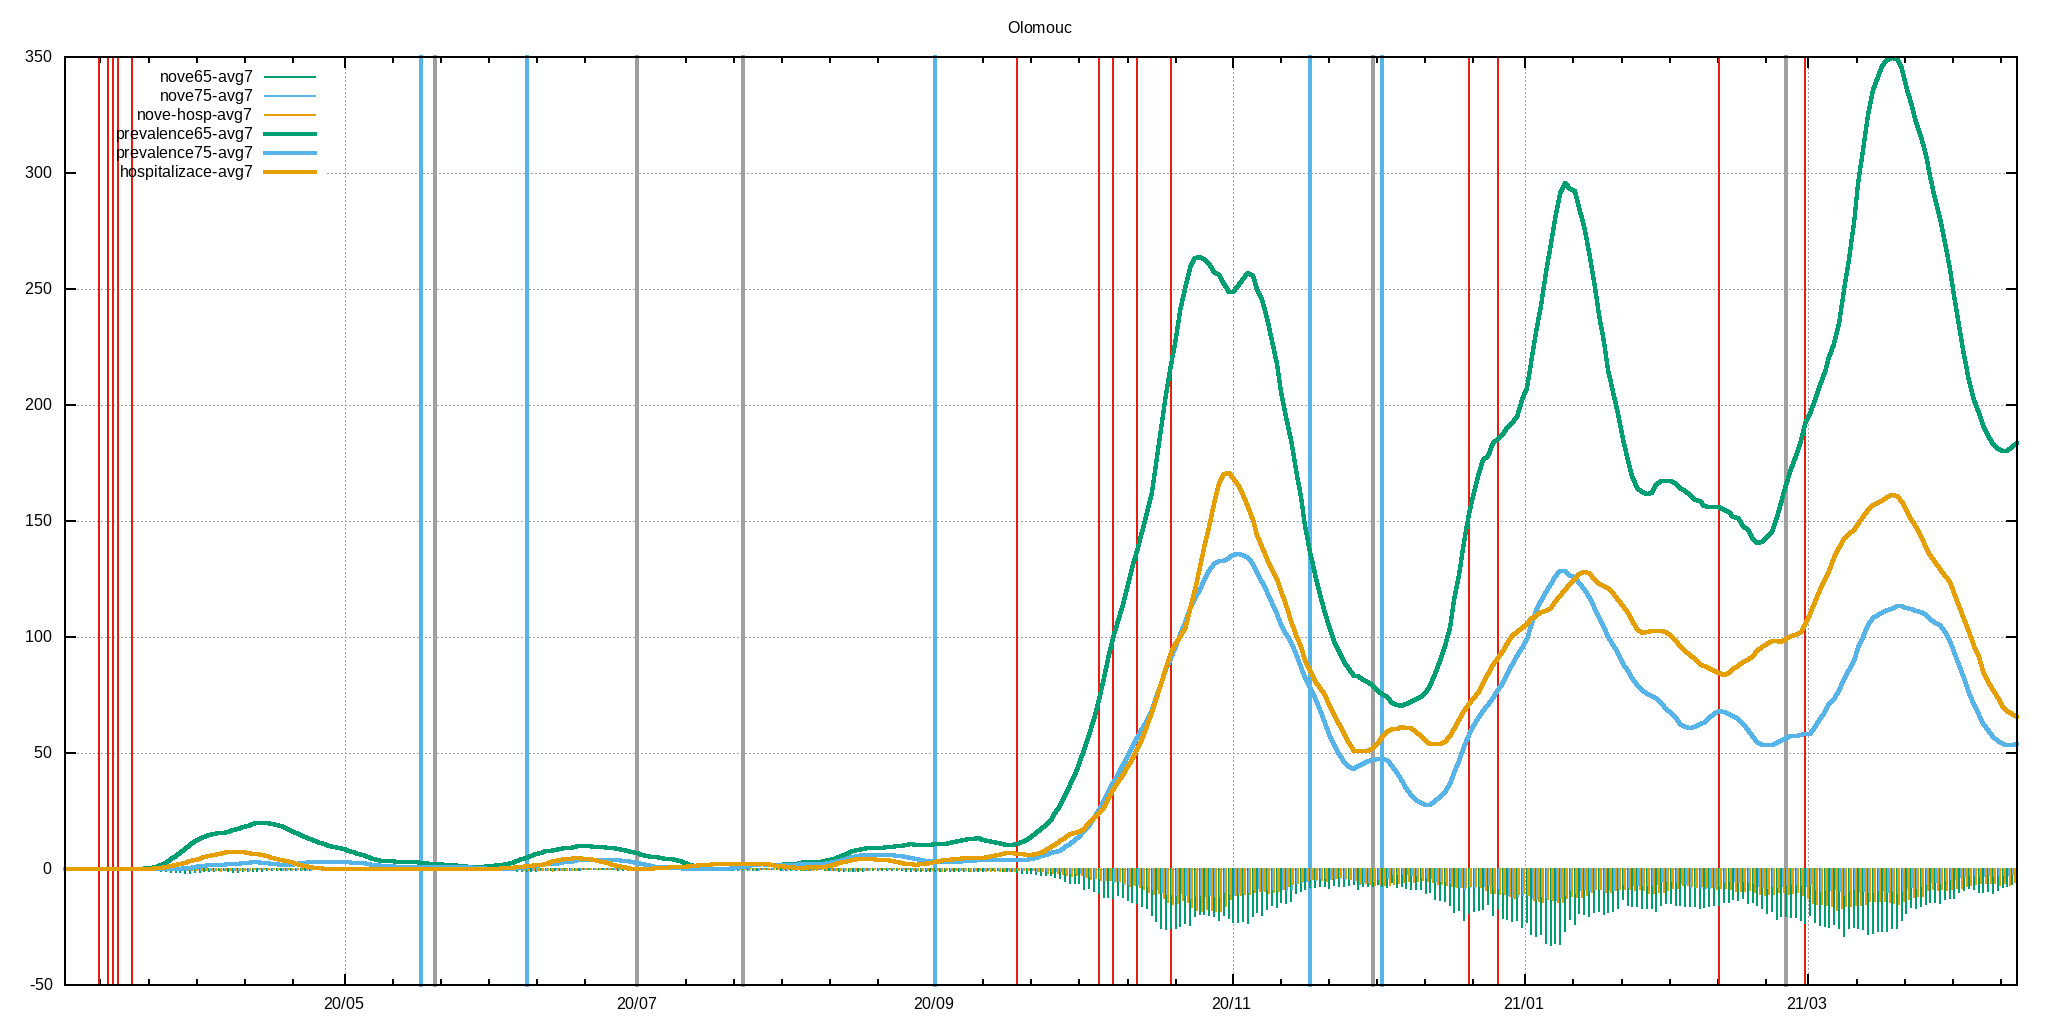 Olomouc
350
300
250
200
150
100
50
0
-50
nove65-avg7
nove75-avg7
nove-hosp-avg7
prevalence65-avg7
prevalence75-avg7
hospitalizace-avg7
20/05 20/07 20/09 20/11 21/01 21/03